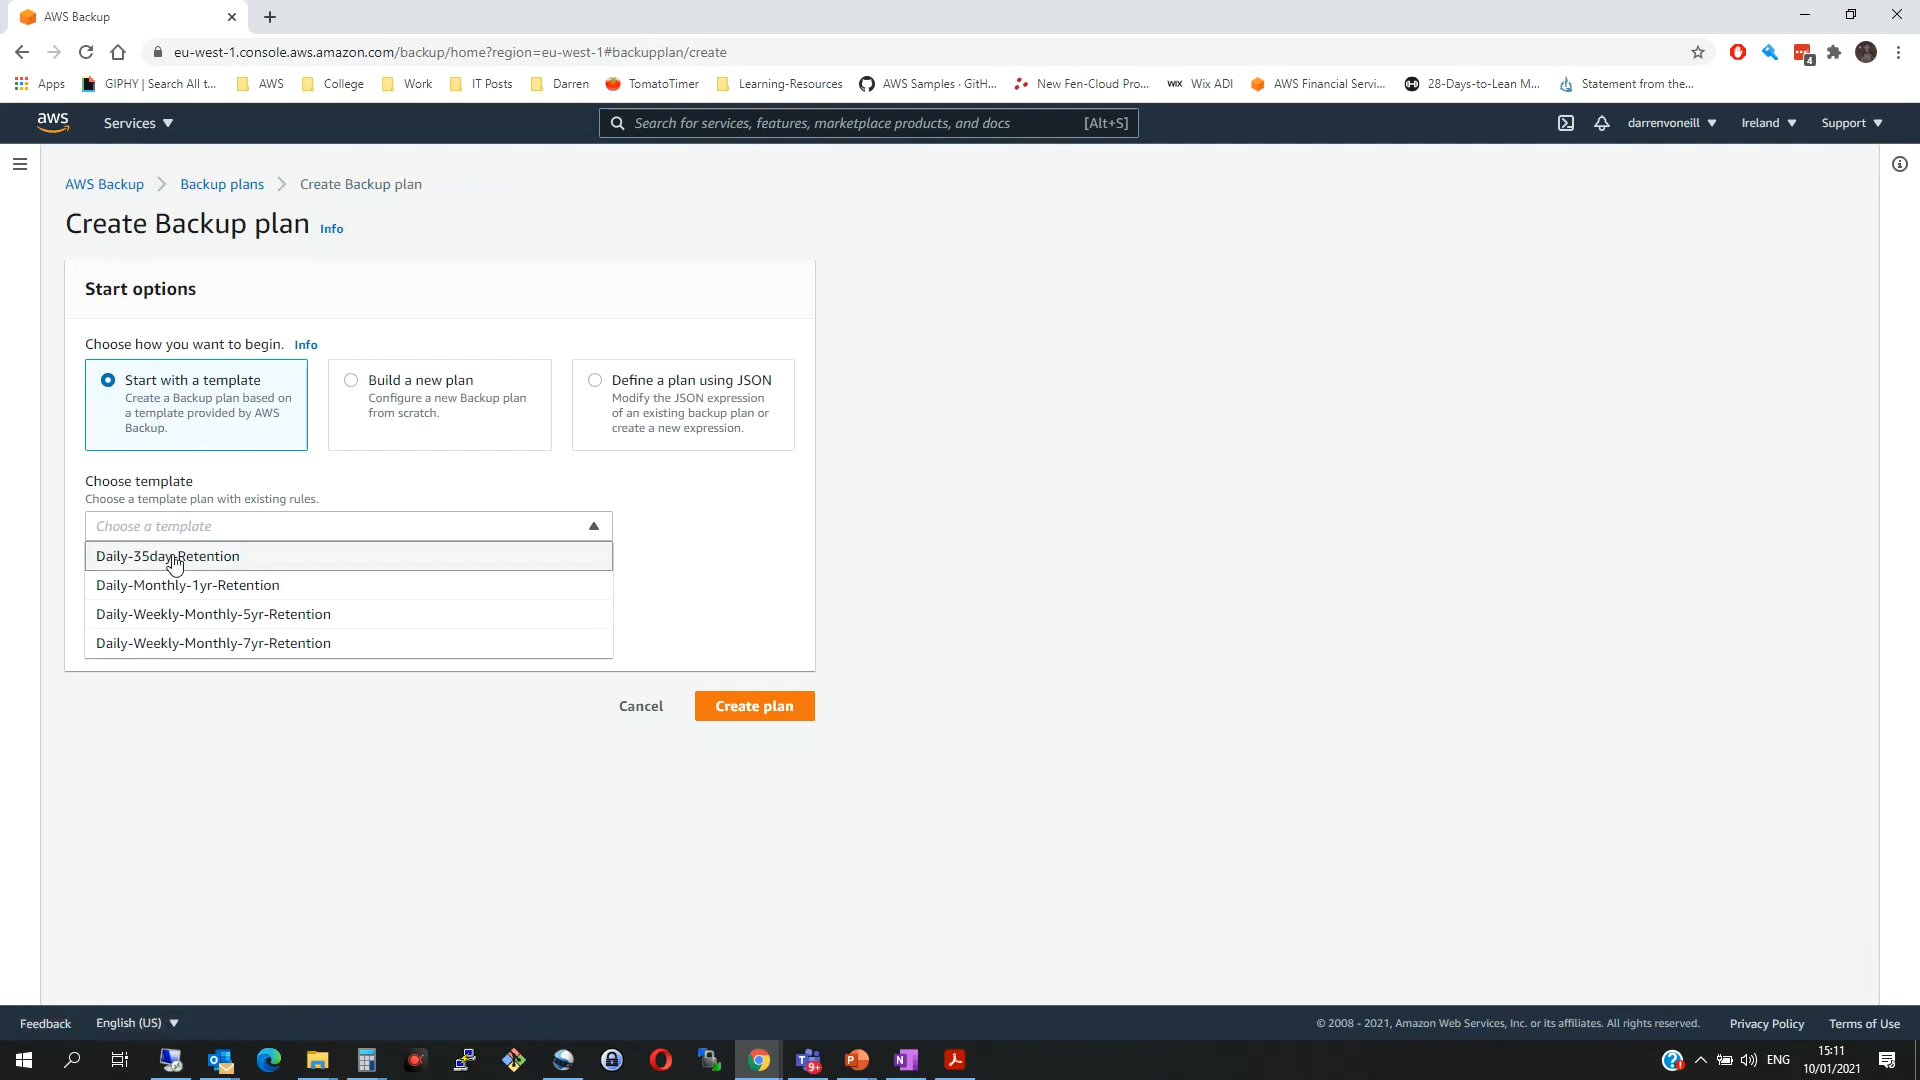 AWS Backup
eu-west-1.console.aws.amazon.com/backup/home?region=eu-west-1#backupplan/create
4
Apps
GIPHY | Search All t...
AWS
College
Work
IT Posts
Darren
TomatoTimer
Learning-Resources
AWS Samples · GitH...
New Fen-Cloud Pro...
WIX
Wix ADI
AWS Financial Servi...
28-Days-to-Lean M...
Statement from the...
aws
Services
Search for services, features, marketplace products, and docs
[Alt+S]
darrenvoneill
Ireland
Support
AWS Backup
Backup plans
Create Backup plan
Create Backup plan Info
Start options
Choose how you want to begin. Info
Start with a template
Create a Backup plan based on
a template provided by AWS
Backup.
Build a new plan
Configure a new Backup plan
from scratch.
Define a plan using JSON
Modify the JSON expression
of an existing backup plan or
create a new expression.
Choose template
Choose a template plan with existing rules.
Choose a template
Daily-35day-Retention
Daily-Monthly-1yr-Retention
Daily-Weekly-Monthly-5yr-Retention
Daily-Weekly-Monthly-7yr-Retention
Cancel
Create plan
Feedback
English (US)
© 2008 - 2021, Amazon Web Services, Inc. or its affiliates. All rights reserved.
Privacy Policy
Terms of Use
9+
ENG
15:11
10/01/2021